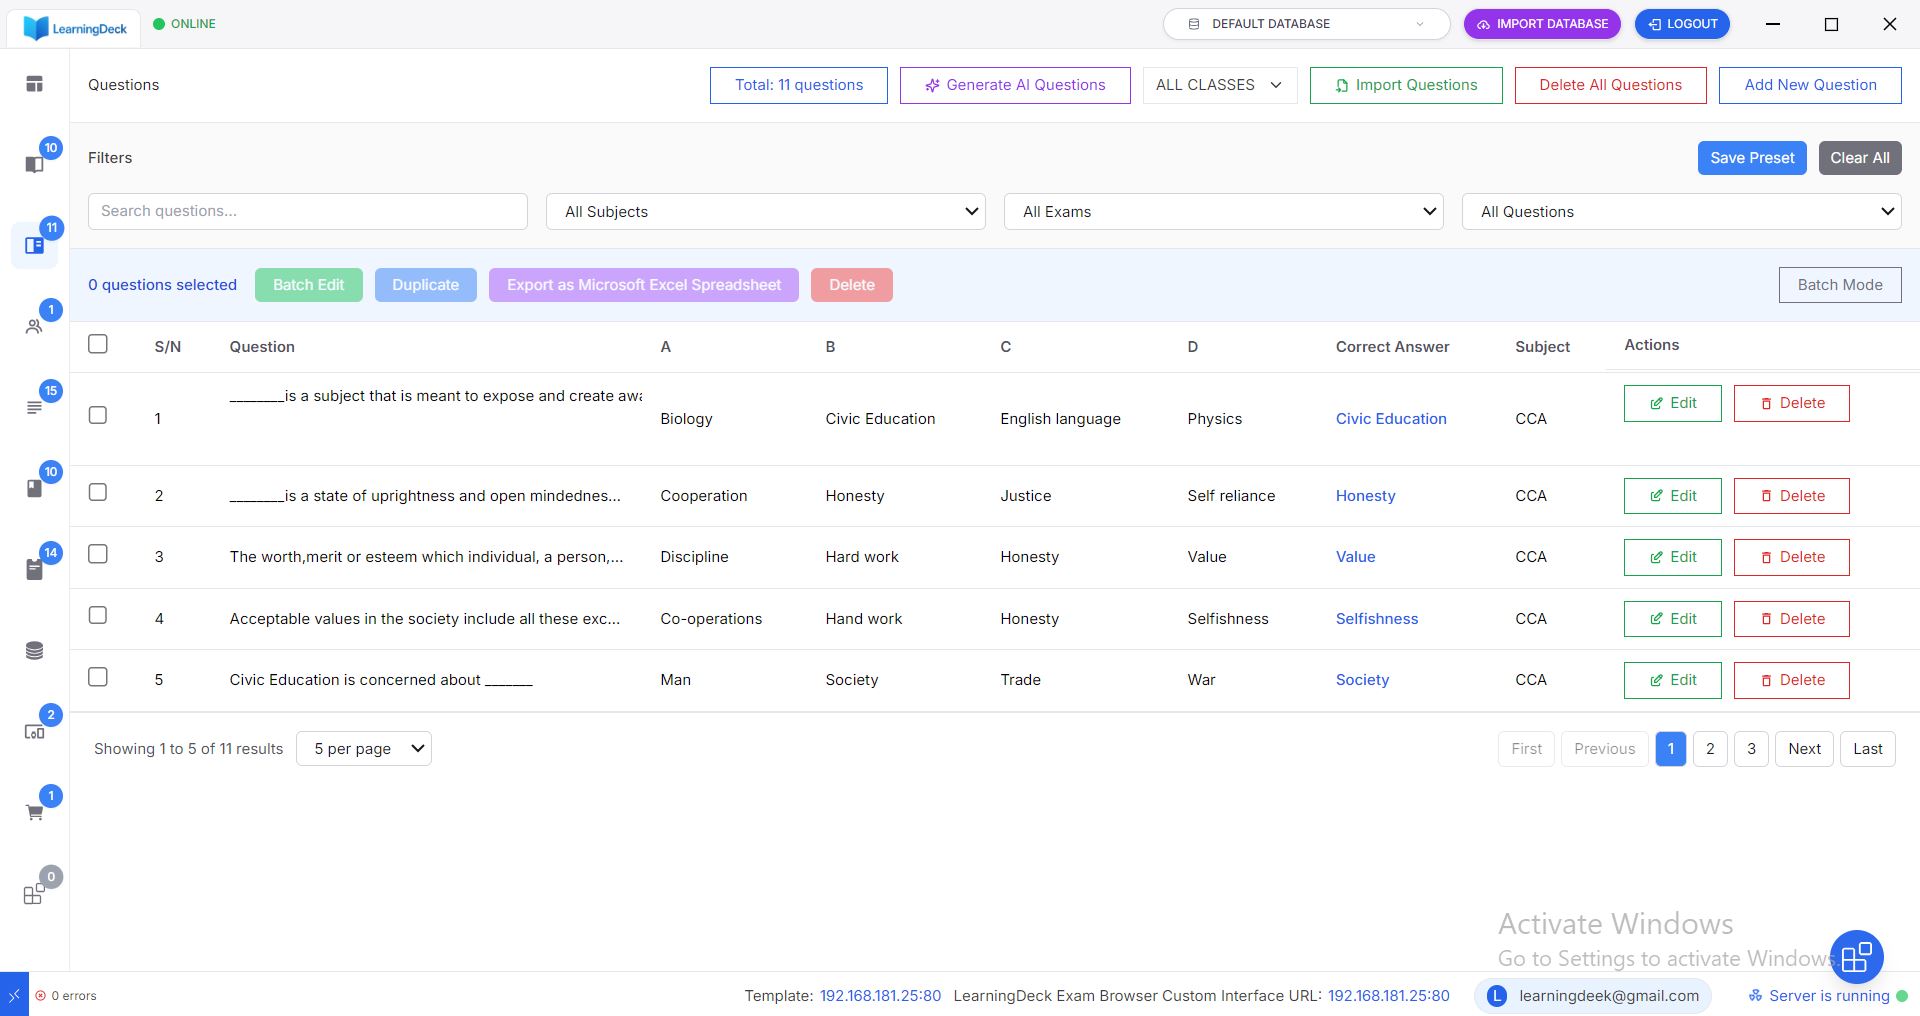 LearningDeck
ONLINE
DEFAULT DATABASE
IMPORT DATABASE
LOGOUT
Questions
Total: 11 questions
Generate AI Questions
ALL CLASSES
Import Questions
Delete All Questions
Add New Question
10
Filters
Save Preset
Clear All
Search questions...
All Subjects
All Exams
All Questions
11
0 questions selected
Batch Edit
Duplicate
Export as Microsoft Excel Spreadsheet
Delete
Batch Mode
1
S/N Question A B C D Correct Answer Subject Actions
15
1 ________is a subject that is meant to expose and create awa Biology Civic Education English language Physics Civic Education CCA Edit Delete
10
2 ________is a state of uprightness and open mindednes... Cooperation Honesty Justice Self reliance Honesty CCA Edit Delete
14
3 The worth,merit or esteem which individual, a person,... Discipline Hard work Honesty Value Value CCA Edit Delete
4 Acceptable values in the society include all these exc... Co-operations Hand work Honesty Selfishness Selfishness CCA Edit Delete
5 Civic Education is concerned about _______ Man Society Trade War Society CCA Edit Delete
2
Showing 1 to 5 of 11 results
5 per page
First Previous 1 2 3 Next Last
1
0
Activate Windows
Go to Settings to activate Windows.
0 errors
Template: 192.168.181.25:80
LearningDeck Exam Browser Custom Interface URL: 192.168.181.25:80
L learningdeek@gmail.com
Server is running